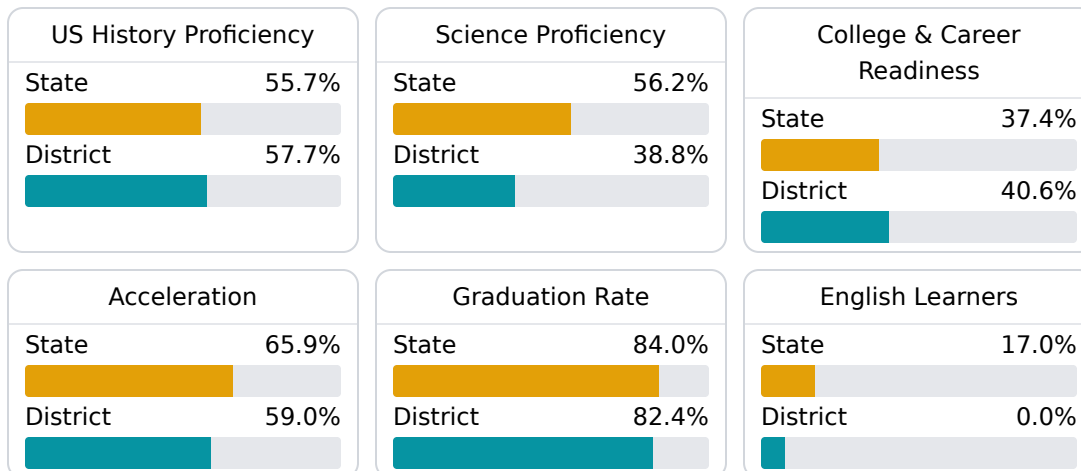 US History Proficiency
State 55.7%
District 57.7%
Science Proficiency
State 56.2%
District 38.8%
College & Career
Readiness
State 37.4%
District 40.6%
Acceleration
State 65.9%
District 59.0%
Graduation Rate
State 84.0%
District 82.4%
English Learners
State 17.0%
District 0.0%